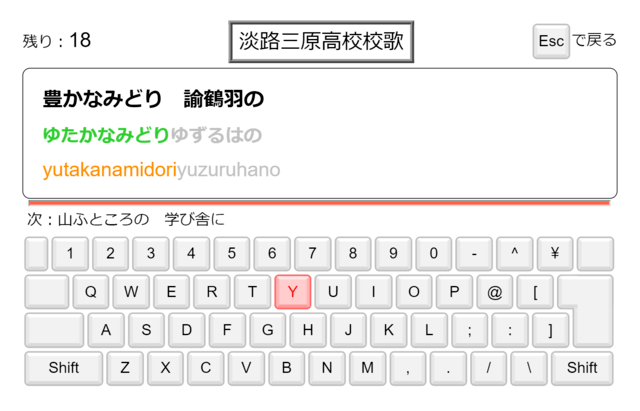 残り：18
淡路三原高校校歌
Esc で戻る
豊かなみどり　諭鶴羽の
ゆたかなみどりゆずるはの
yutakanamidoriyuzuruhano
次：山ふところの　学び舎に
1 2 3 4 5 6 7 8 9 0 - ^ ¥
Q W E R T Y U I O P @ [
A S D F G H J K L ; : ]
Shift Z X C V B N M , . / \ Shift